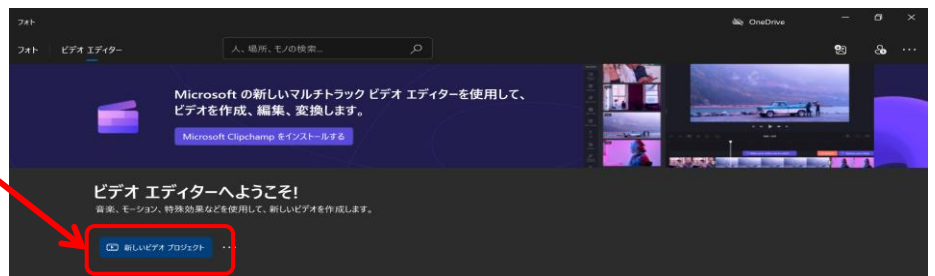 フォト
OneDrive
フォト ビデオ エディター 人、場所、モノの検索...
Microsoft の新しいマルチトラック ビデオ エディターを使用して、
ビデオを作成、編集、変換します。
Microsoft Clipchamp をインストールする
ビデオ エディターへようこそ!
音楽、モーション、特殊効果などを使用して、新しいビデオを作成します。
新しいビデオ プロジェクト ...